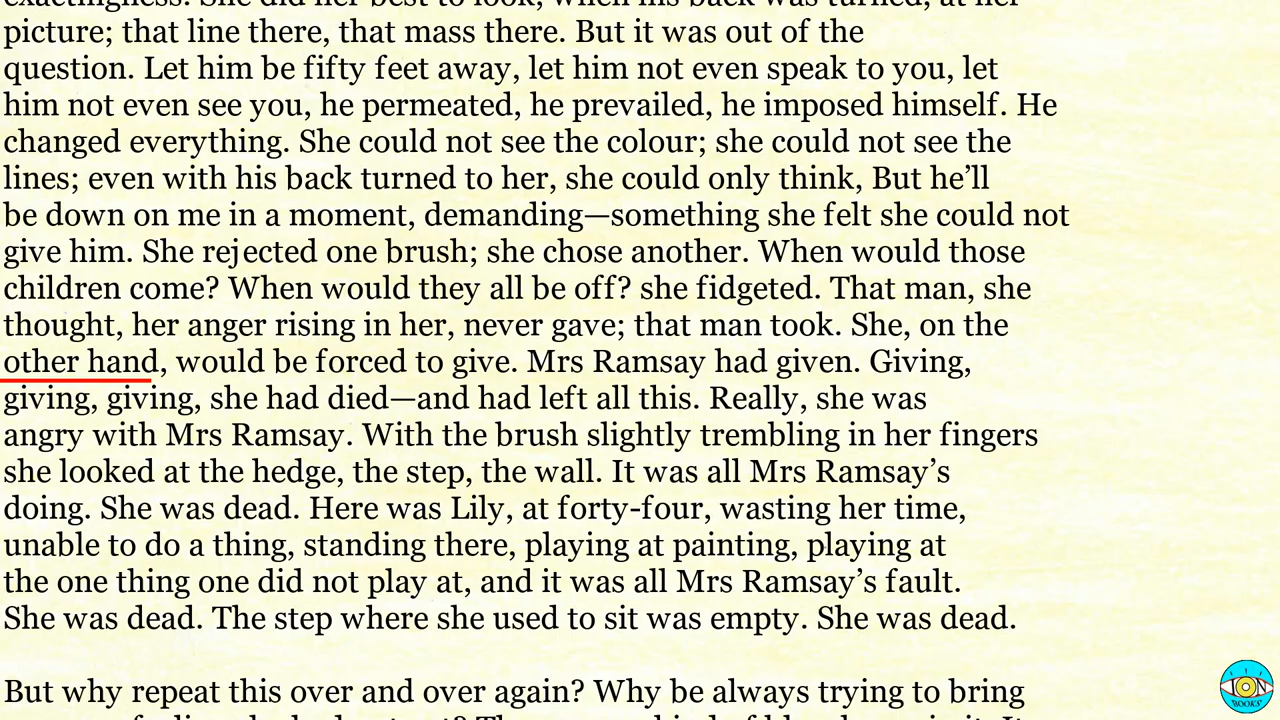 exactingness. She did her best to look, when his back was turned, at her
picture; that line there, that mass there. But it was out of the
question. Let him be fifty feet away, let him not even speak to you, let
him not even see you, he permeated, he prevailed, he imposed himself. He
changed everything. She could not see the colour; she could not see the
lines; even with his back turned to her, she could only think, But he’ll
be down on me in a moment, demanding—something she felt she could not
give him. She rejected one brush; she chose another. When would those
children come? When would they all be off? she fidgeted. That man, she
thought, her anger rising in her, never gave; that man took. She, on the
other hand, would be forced to give. Mrs Ramsay had given. Giving,
giving, giving, she had died—and had left all this. Really, she was
angry with Mrs Ramsay. With the brush slightly trembling in her fingers
she looked at the hedge, the step, the wall. It was all Mrs Ramsay’s
doing. She was dead. Here was Lily, at forty-four, wasting her time,
unable to do a thing, standing there, playing at painting, playing at
the one thing one did not play at, and it was all Mrs Ramsay’s fault.
She was dead. The step where she used to sit was empty. She was dead.
But why repeat this over and over again? Why be always trying to bring
ION
BOOKS